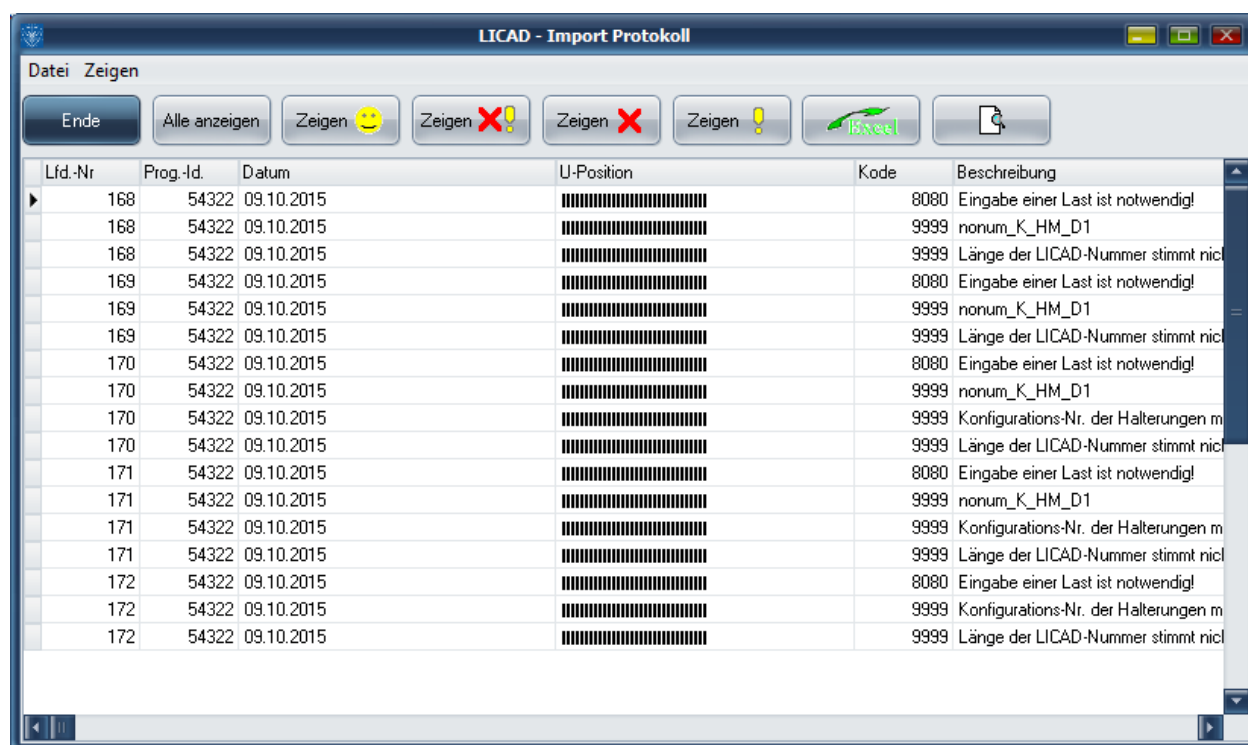 LICAD - Import Protokoll
Datei Zeigen
Ende Alle anzeigen Zeigen Zeigen Zeigen Zeigen
Lfd.-Nr Prog.-Id. Datum U-Position Kode Beschreibung
168 54322 09.10.2015 8080 Eingabe einer Last ist notwendig!
168 54322 09.10.2015 9999 nonum_K_HM_D1
168 54322 09.10.2015 9999 Länge der LICAD-Nummer stimmt nicl
169 54322 09.10.2015 8080 Eingabe einer Last ist notwendig!
169 54322 09.10.2015 9999 nonum_K_HM_D1
169 54322 09.10.2015 9999 Länge der LICAD-Nummer stimmt nicl
170 54322 09.10.2015 8080 Eingabe einer Last ist notwendig!
170 54322 09.10.2015 9999 nonum_K_HM_D1
170 54322 09.10.2015 9999 Konfigurations-Nr. der Halterungen m
170 54322 09.10.2015 9999 Länge der LICAD-Nummer stimmt nicl
171 54322 09.10.2015 8080 Eingabe einer Last ist notwendig!
171 54322 09.10.2015 9999 nonum_K_HM_D1
171 54322 09.10.2015 9999 Konfigurations-Nr. der Halterungen m
171 54322 09.10.2015 9999 Länge der LICAD-Nummer stimmt nicl
172 54322 09.10.2015 8080 Eingabe einer Last ist notwendig!
172 54322 09.10.2015 9999 Konfigurations-Nr. der Halterungen m
172 54322 09.10.2015 9999 Länge der LICAD-Nummer stimmt nicl